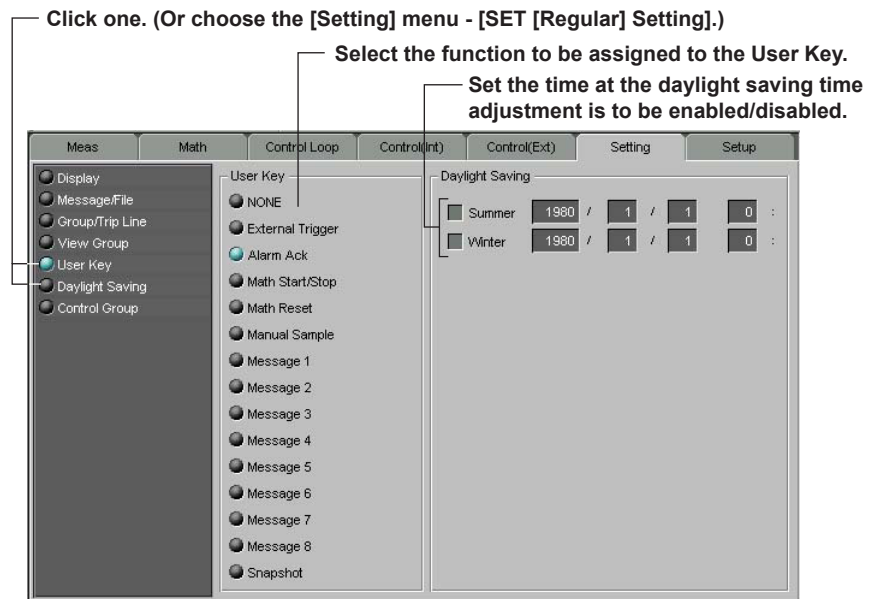 Click one. (Or choose the [Setting] menu - [SET [Regular] Setting].)
Select the function to be assigned to the User Key.
Set the time at the daylight saving time
adjustment is to be enabled/disabled.
Meas Math Control Loop Control(Int) Control(Ext) Setting Setup
Display
Message/File
Group/Trip Line
View Group
User Key
Daylight Saving
Control Group
User Key
NONE
External Trigger
Alarm Ack
Math Start/Stop
Math Reset
Manual Sample
Message 1
Message 2
Message 3
Message 4
Message 5
Message 6
Message 7
Message 8
Snapshot
Daylight Saving
Summer 1980 / 1 / 1 0 :
Winter 1980 / 1 / 1 0 :